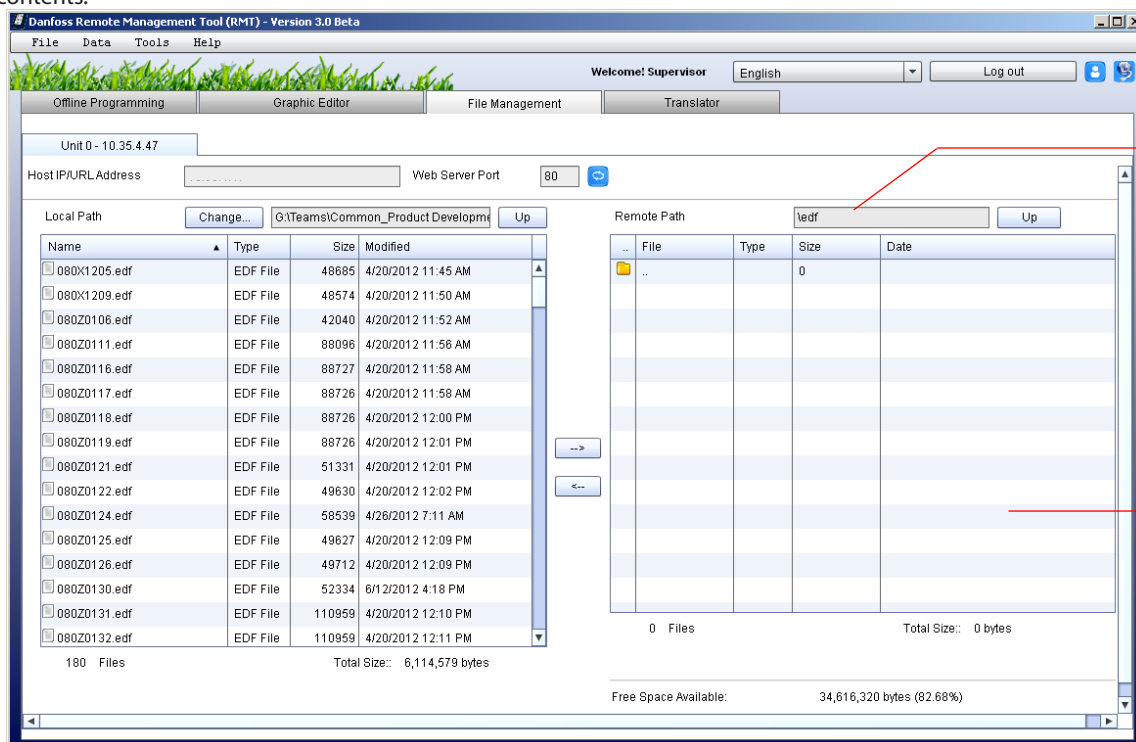 contents.
Danfoss Remote Management Tool (RMT) - Version 3.0 Beta
File Data Tools Help
Welcome! Supervisor English Log out
Offline Programming Graphic Editor File Management Translator
Unit 0 - 10.35.4.47
Host IP/URL Address Web Server Port 80
Local Path Change... G:\Teams\Common_Product Developme Up Remote Path \edf Up
Name Type Size Modified .. File Type Size Date
080X1205.edf EDF File 48685 4/20/2012 11:45 AM .. 0
080X1209.edf EDF File 48574 4/20/2012 11:50 AM
080Z0106.edf EDF File 42040 4/20/2012 11:52 AM
080Z0111.edf EDF File 88096 4/20/2012 11:56 AM
080Z0116.edf EDF File 88727 4/20/2012 11:58 AM
080Z0117.edf EDF File 88726 4/20/2012 11:58 AM
080Z0118.edf EDF File 88726 4/20/2012 12:00 PM
080Z0119.edf EDF File 88726 4/20/2012 12:01 PM
-->
080Z0121.edf EDF File 51331 4/20/2012 12:01 PM
080Z0122.edf EDF File 49630 4/20/2012 12:02 PM
<--
080Z0124.edf EDF File 58539 4/26/2012 7:11 AM
080Z0125.edf EDF File 49627 4/20/2012 12:09 PM
080Z0126.edf EDF File 49712 4/20/2012 12:09 PM
080Z0130.edf EDF File 52334 6/12/2012 4:18 PM
080Z0131.edf EDF File 110959 4/20/2012 12:10 PM
080Z0132.edf EDF File 110959 4/20/2012 12:11 PM
0 Files Total Size:: 0 bytes
180 Files Total Size:: 6,114,579 bytes
Free Space Available: 34,616,320 bytes (82.68%)